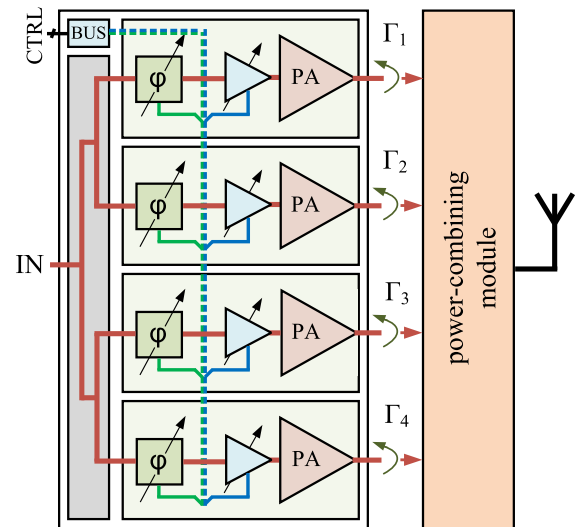 CTRL
BUS
φ
PA
Γ1
φ
PA
Γ2
IN
φ
PA
Γ3
φ
PA
Γ4
power-combining
module